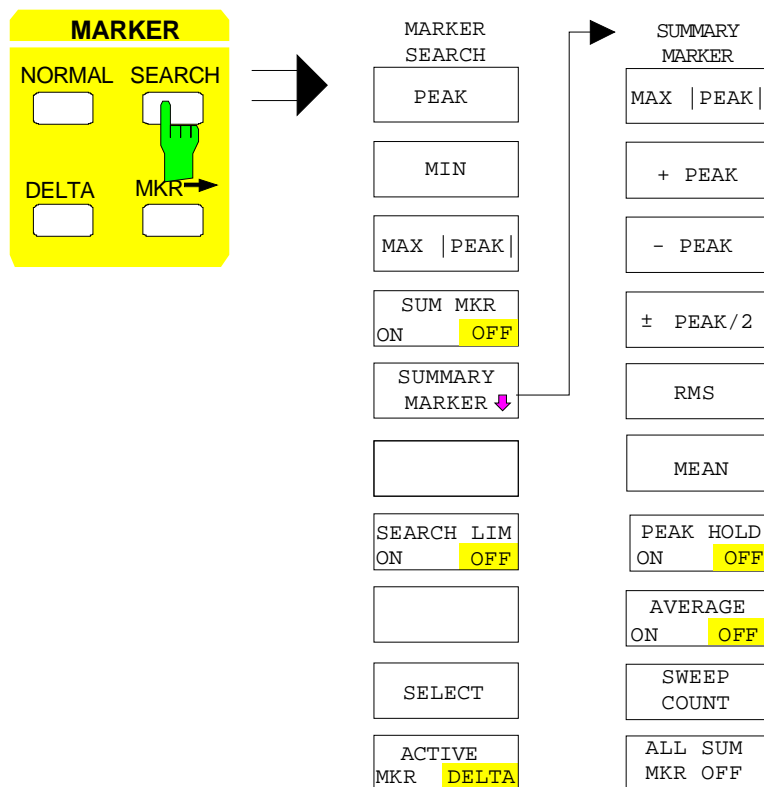 MARKER
NORMAL SEARCH
DELTA MKR
MARKER
SEARCH
PEAK
MIN
MAX |PEAK|
SUM MKR
ON OFF
SUMMARY
MARKER
SEARCH LIM
ON OFF
SELECT
ACTIVE
MKR DELTA
SUMMARY
MARKER
MAX |PEAK|
+ PEAK
- PEAK
± PEAK/2
RMS
MEAN
PEAK HOLD
ON OFF
AVERAGE
ON OFF
SWEEP
COUNT
ALL SUM
MKR OFF